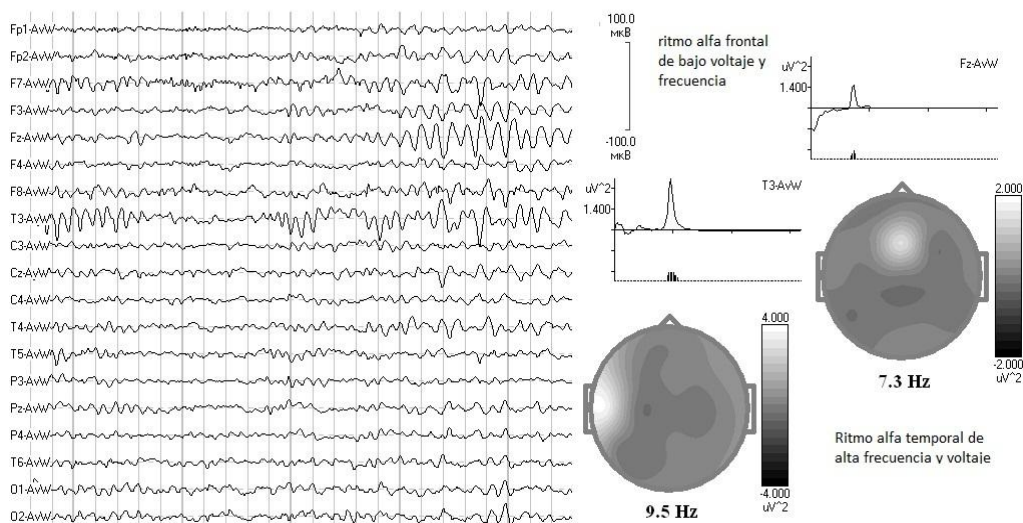 Fp1-AvW
Fp2-AvW
F7-AvW
F3-AvW
Fz-AvW
F4-AvW
F8-AvW
T3-AvW
C3-AvW
Cz-AvW
C4-AvW
T4-AvW
T5-AvW
P3-AvW
Pz-AvW
P4-AvW
T6-AvW
O1-AvW
O2-AvW
100.0
мкВ
-100.0
мкВ
ritmo alfa frontal
de bajo voltaje y
frecuencia
uV^2
1.400
Fz-AvW
uV^2
1.400
T3-AvW
2.000
-2.000
uV^2
7.3 Hz
4.000
-4.000
uV^2
9.5 Hz
Ritmo alfa temporal de
alta frecuencia y voltaje